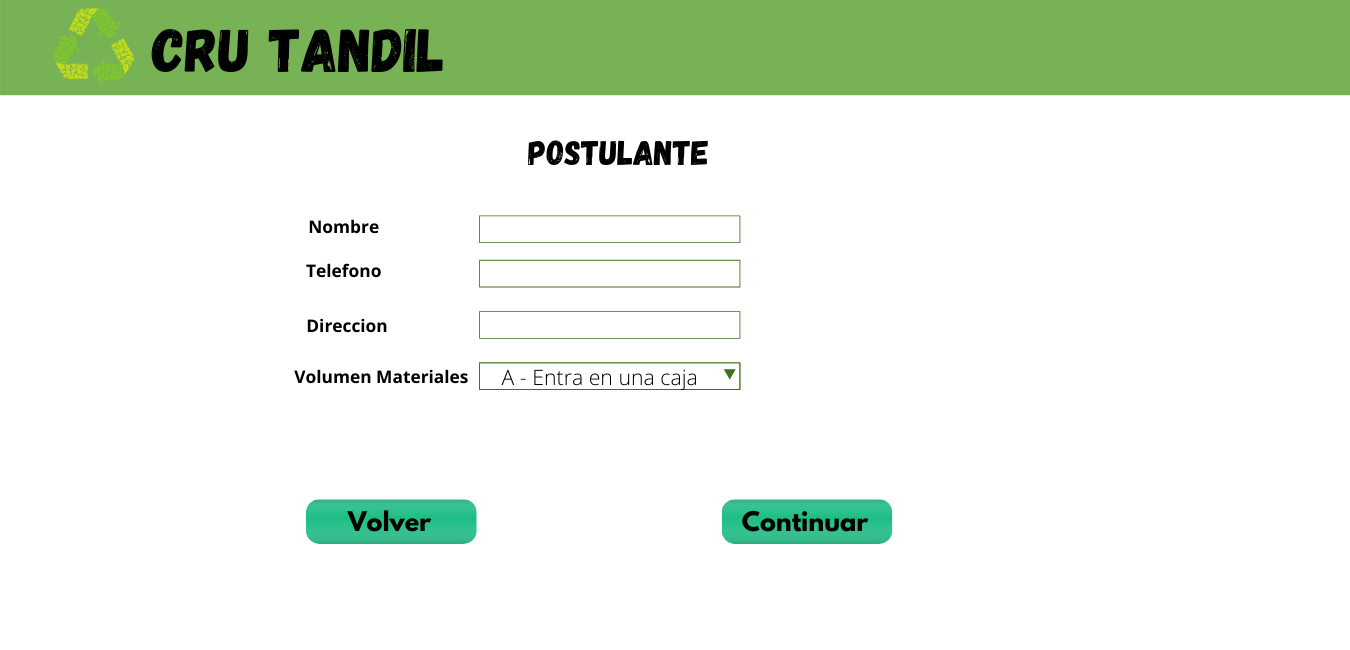 CRU TANDIL
POSTULANTE
Nombre
Telefono
Direccion
Volumen Materiales A - Entra en una caja
Volver Continuar